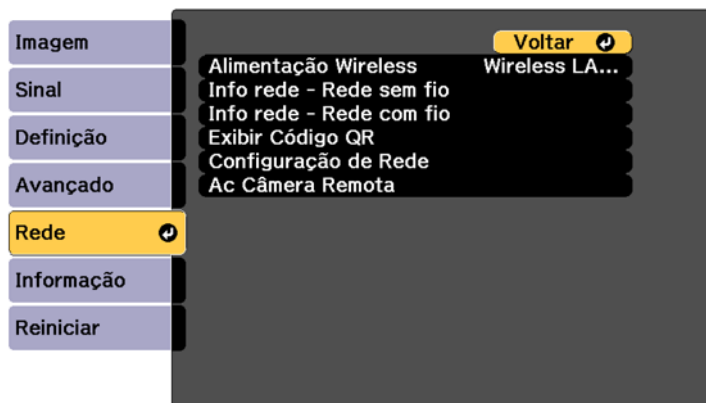 Imagem
Sinal
Definição
Avançado
Rede
Informação
Reiniciar
Voltar
Alimentação Wireless Wireless LA...
Info rede - Rede sem fio
Info rede - Rede com fio
Exibir Código QR
Configuração de Rede
Ac Câmera Remota